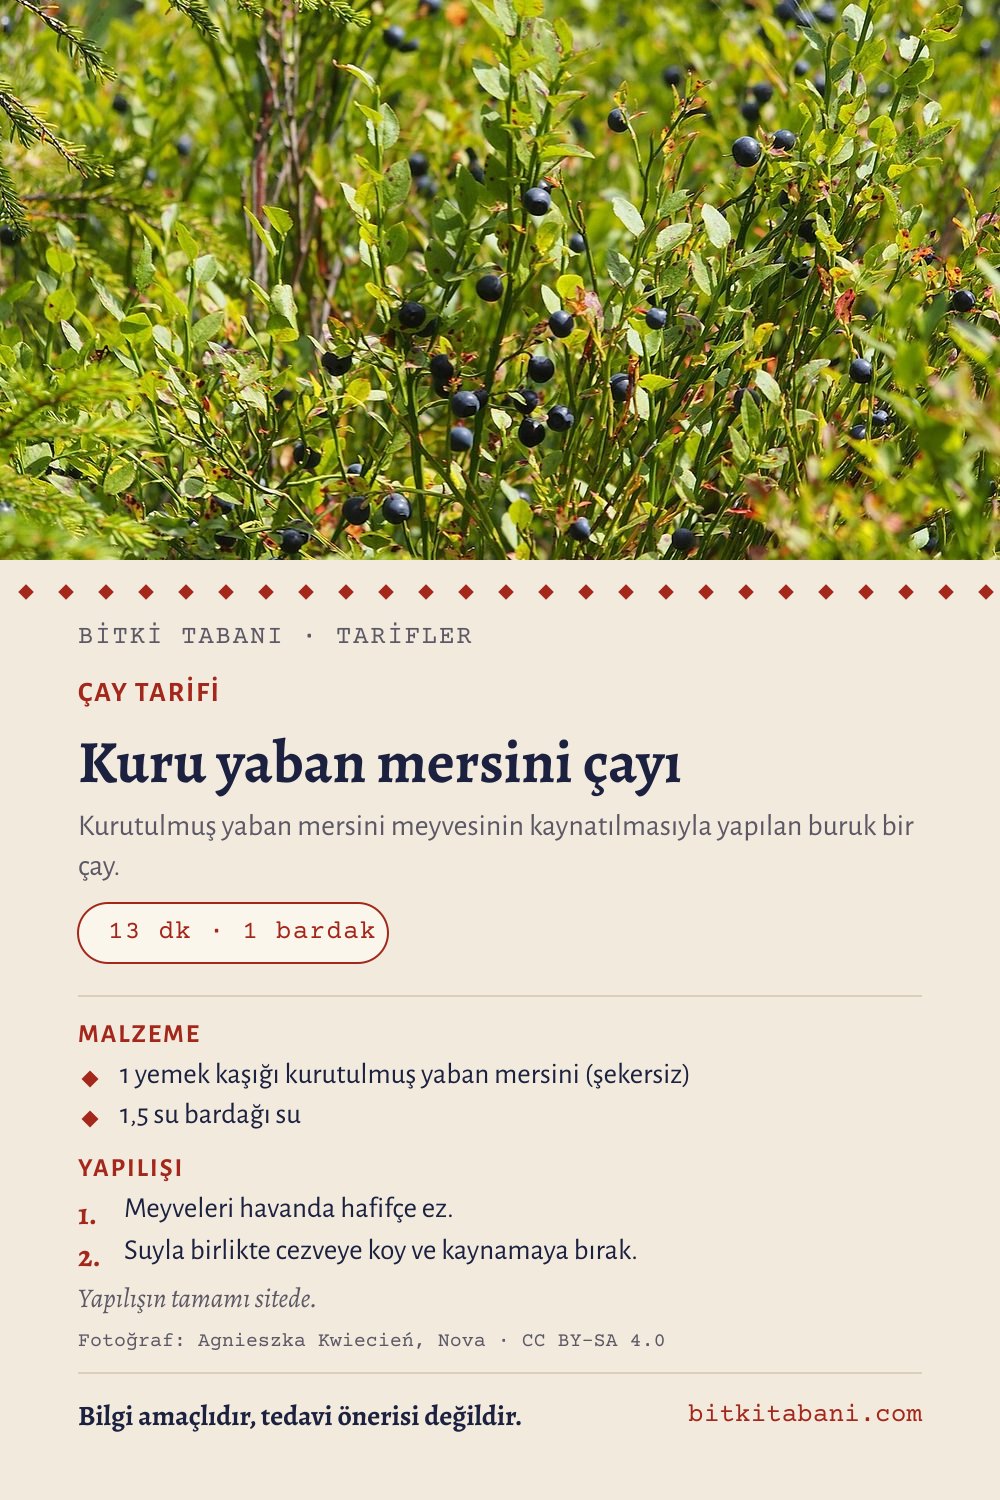 BİTKİ TABANI · TARİFLER
ÇAY TARİFİ
Kuru yaban mersini çayı
Kurutulmuş yaban mersini meyvesinin kaynatılmasıyla yapılan buruk bir
çay.
13 dk · 1 bardak
MALZEME
1 yemek kaşığı kurutulmuş yaban mersini (şekersiz)
1,5 su bardağı su
YAPILIŞI
1. Meyveleri havanda hafifçe ez.
2. Suyla birlikte cezveye koy ve kaynamaya bırak.
Yapılışın tamamı sitede.
Fotoğraf: Agnieszka Kwiecień, Nova · CC BY-SA 4.0
Bilgi amaçlıdır, tedavi önerisi değildir.
bitkitabani.com